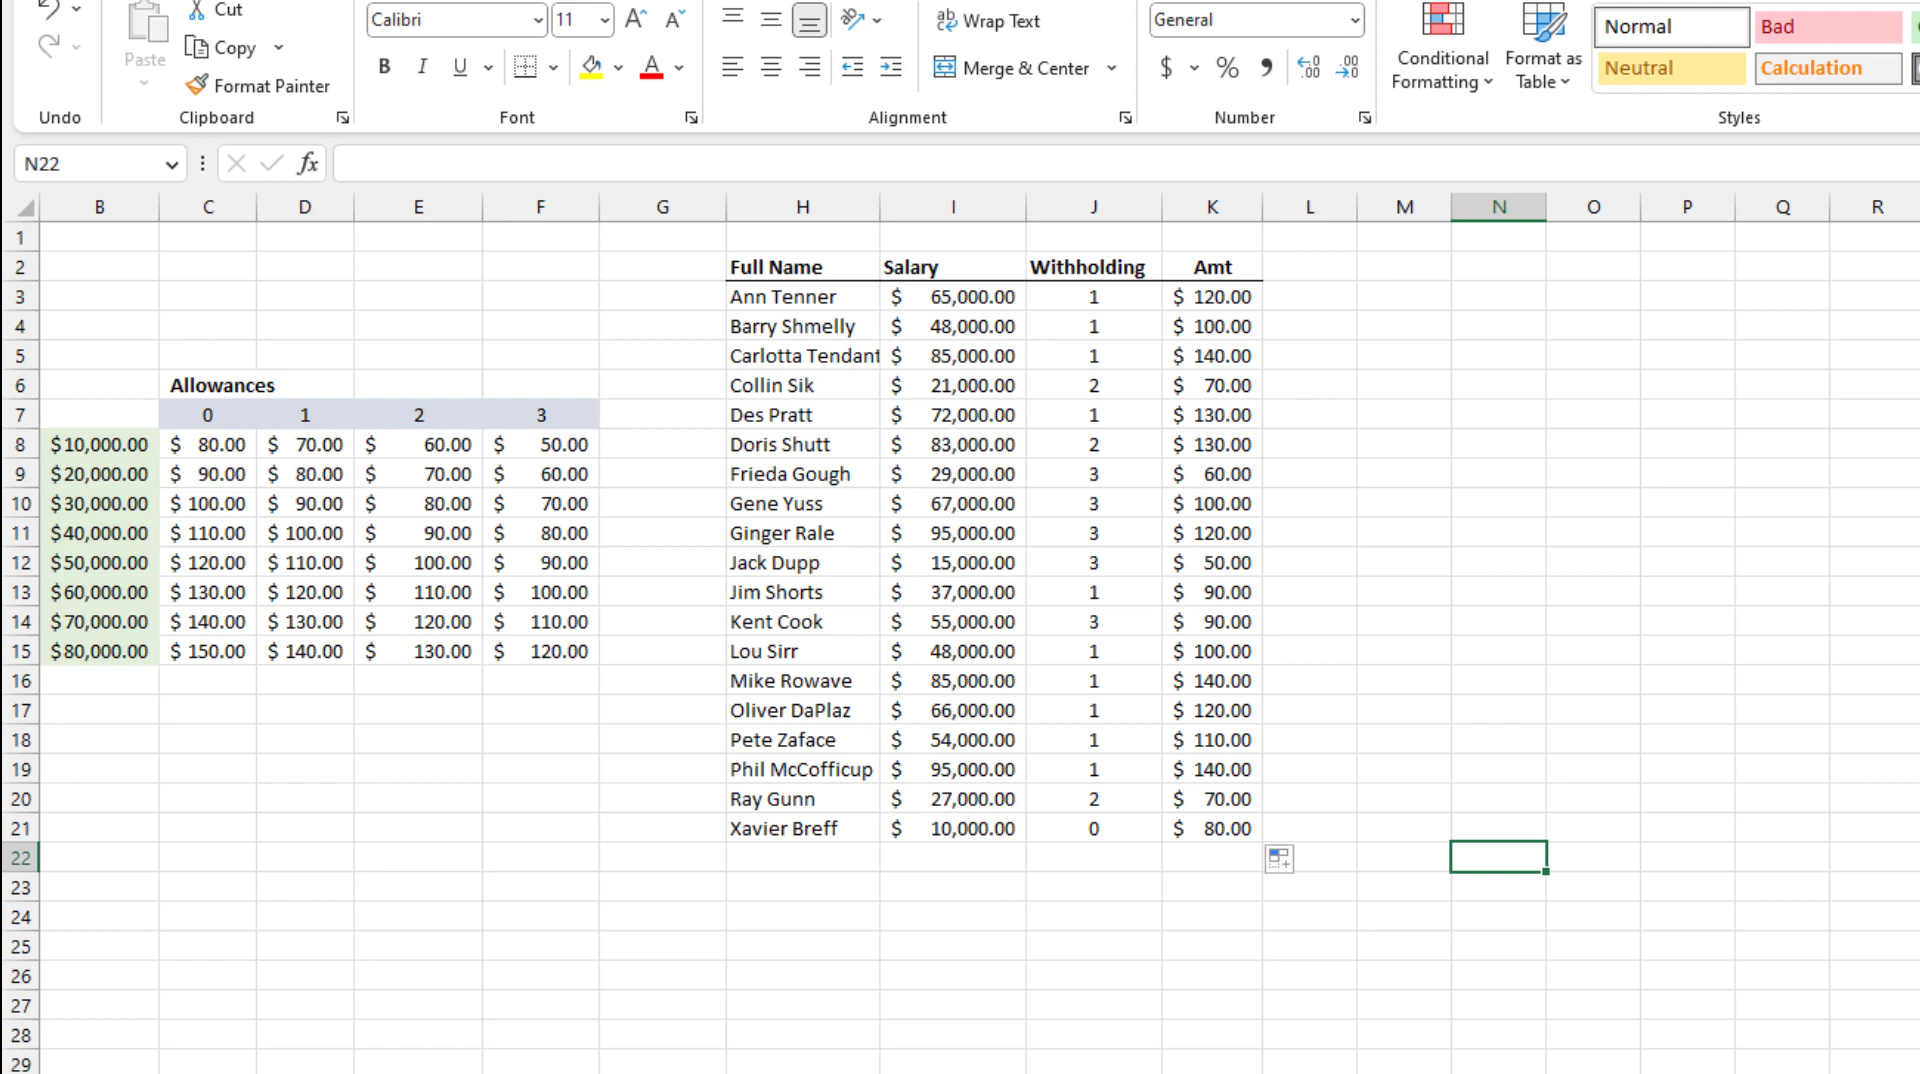 Cut
Calibri
11
ab Wrap Text
General
Normal
Bad
Paste
Copy
B
I
U
A
Merge & Center
$
%
Conditional
Formatting
Format as
Table
Neutral
Calculation
Format Painter
Undo
Clipboard
Font
Alignment
Number
Styles
N22
fx
B C D E F G H I J K L M N O P Q R
1
2 Full Name Salary Withholding Amt
3 Ann Tenner $ 65,000.00 1 $ 120.00
4 Barry Shmelly $ 48,000.00 1 $ 100.00
5 Carlotta Tendant $ 85,000.00 1 $ 140.00
6 Allowances Collin Sik $ 21,000.00 2 $ 70.00
7 0 1 2 3 Des Pratt $ 72,000.00 1 $ 130.00
8 $10,000.00 $ 80.00 $ 70.00 $ 60.00 $ 50.00 Doris Shutt $ 83,000.00 2 $ 130.00
9 $20,000.00 $ 90.00 $ 80.00 $ 70.00 $ 60.00 Frieda Gough $ 29,000.00 3 $ 60.00
10 $30,000.00 $ 100.00 $ 90.00 $ 80.00 $ 70.00 Gene Yuss $ 67,000.00 3 $ 100.00
11 $40,000.00 $ 110.00 $ 100.00 $ 90.00 $ 80.00 Ginger Rale $ 95,000.00 3 $ 120.00
12 $50,000.00 $ 120.00 $ 110.00 $ 100.00 $ 90.00 Jack Dupp $ 15,000.00 3 $ 50.00
13 $60,000.00 $ 130.00 $ 120.00 $ 110.00 $ 100.00 Jim Shorts $ 37,000.00 1 $ 90.00
14 $70,000.00 $ 140.00 $ 130.00 $ 120.00 $ 110.00 Kent Cook $ 55,000.00 3 $ 90.00
15 $80,000.00 $ 150.00 $ 140.00 $ 130.00 $ 120.00 Lou Sirr $ 48,000.00 1 $ 100.00
16 Mike Rowave $ 85,000.00 1 $ 140.00
17 Oliver DaPlaz $ 66,000.00 1 $ 120.00
18 Pete Zaface $ 54,000.00 1 $ 110.00
19 Phil McCofficup $ 95,000.00 1 $ 140.00
20 Ray Gunn $ 27,000.00 2 $ 70.00
21 Xavier Breff $ 10,000.00 0 $ 80.00
22
23
24
25
26
27
28
29